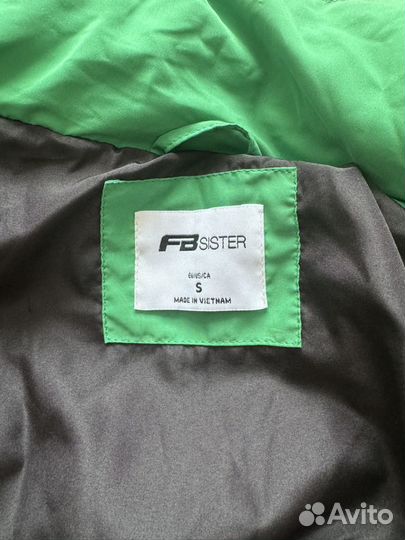 FBSISTER
EU/US/CA
S
MADE IN VIETNAM
Avito